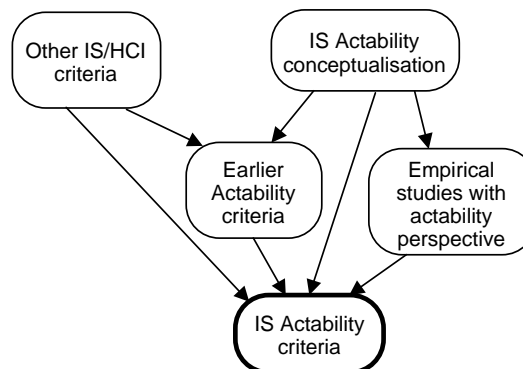 Other IS/HCI
criteria
IS Actability
conceptualisation
Earlier
Actability
criteria
Empirical
studies with
actability
perspective
IS Actability
criteria